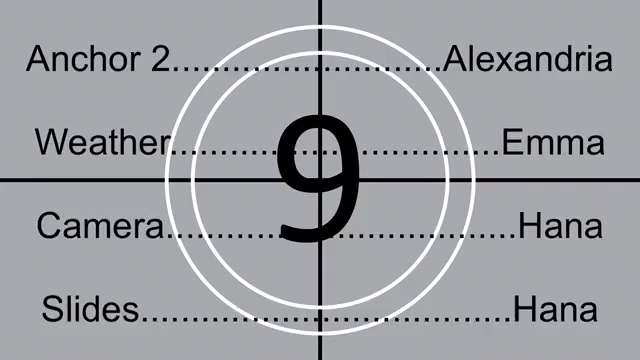 Anchor 2...........................Alexandria
Weather.................................Emma
9
Camera...................................Hana
Slides.....................................Hana